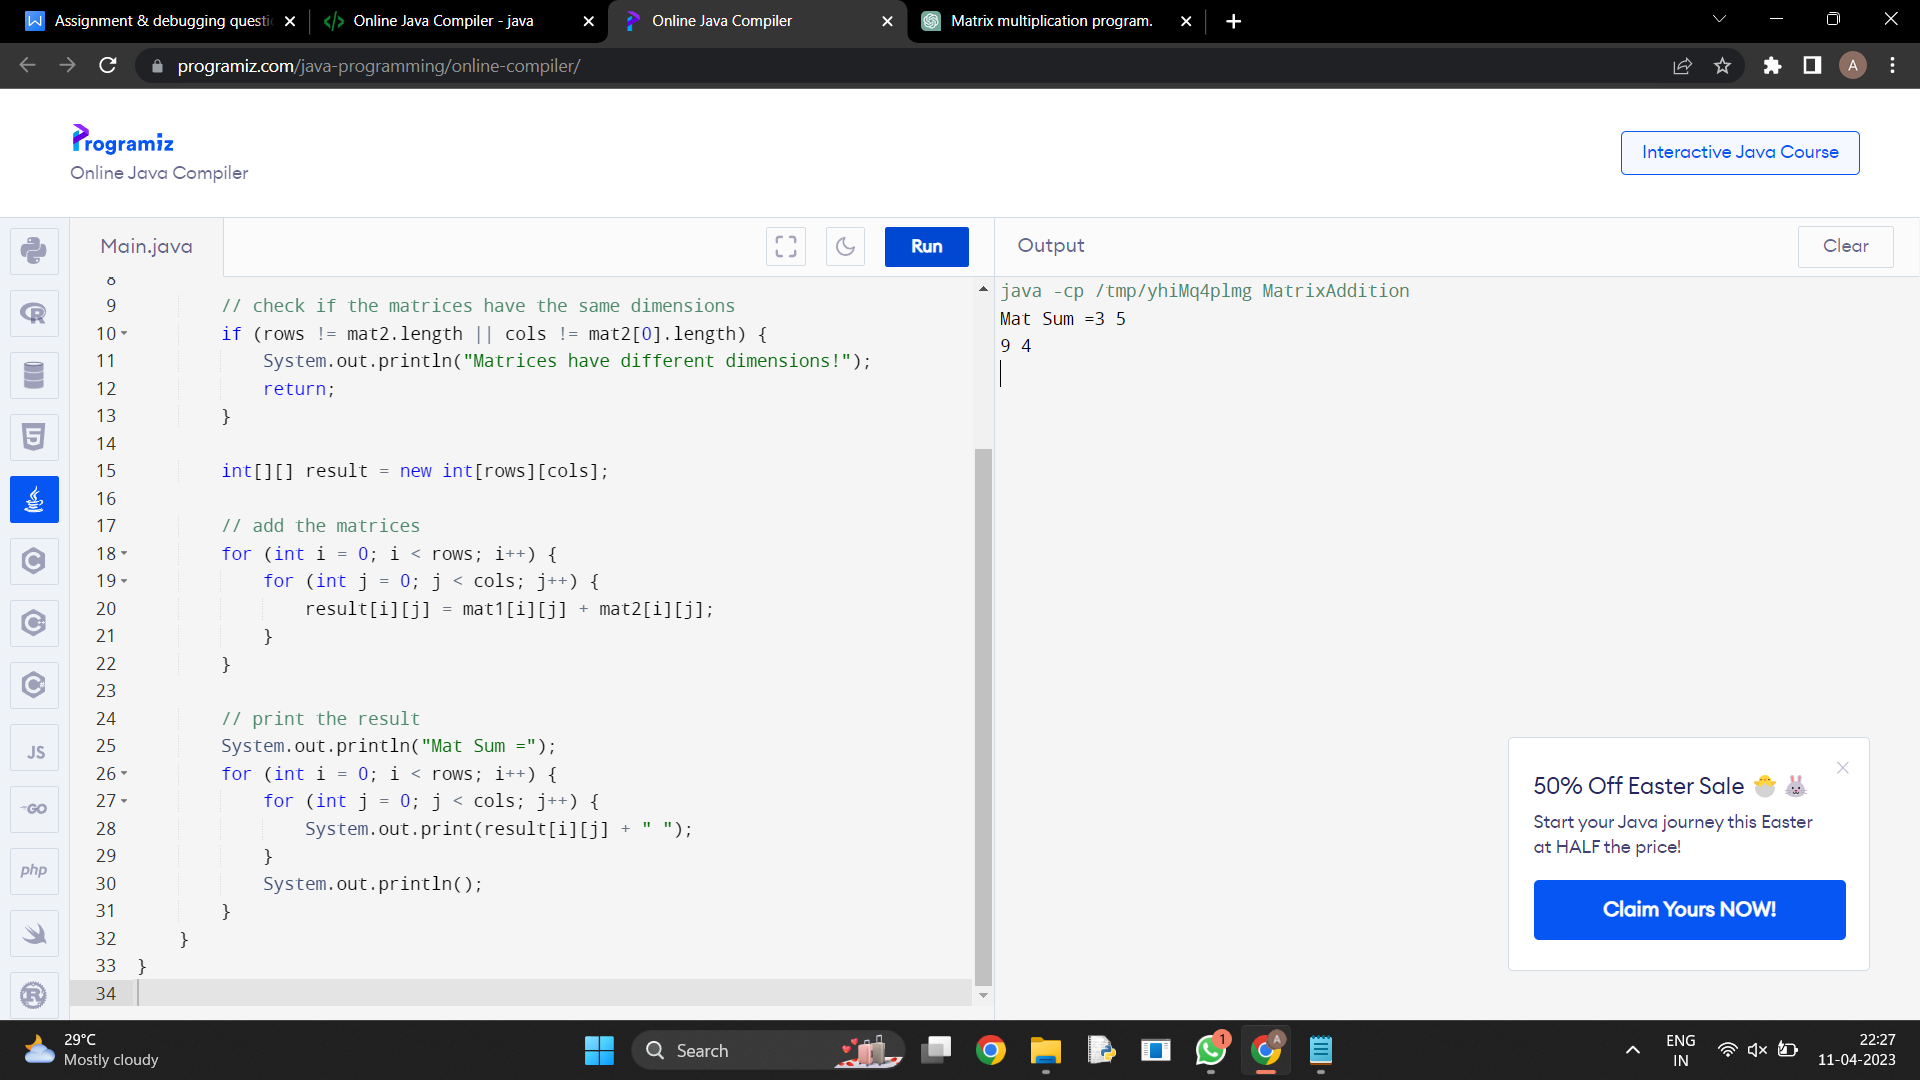 Assignment & debugging questi
Online Java Compiler - java
Online Java Compiler
Matrix multiplication program.
programiz.com/java-programming/online-compiler/
A
Programiz
Online Java Compiler
Interactive Java Course
Main.java
Run
Output
Clear
8
9 // check if the matrices have the same dimensions
10 if (rows != mat2.length || cols != mat2[0].length) {
11 System.out.println("Matrices have different dimensions!");
12 return;
13 }
14
15 int[][] result = new int[rows][cols];
16
17 // add the matrices
18 for (int i = 0; i < rows; i++) {
19 for (int j = 0; j < cols; j++) {
20 result[i][j] = mat1[i][j] + mat2[i][j];
21 }
22 }
23
24 // print the result
25 System.out.println("Mat Sum =");
26 for (int i = 0; i < rows; i++) {
27 for (int j = 0; j < cols; j++) {
28 System.out.print(result[i][j] + " ");
29 }
30 System.out.println();
31 }
32 }
33 }
34
java -cp /tmp/yhiMq4plmg MatrixAddition
Mat Sum =3 5
9 4
R
5
C
C
C
JS
GO
php
R
50% Off Easter Sale 🐣 🐰
Start your Java journey this Easter
at HALF the price!
Claim Yours NOW!
29°C
Mostly cloudy
Search
1
A
ENG
IN
22:27
11-04-2023